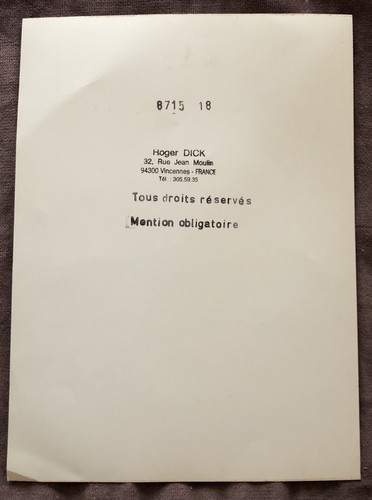 8715 18
Roger DICK
32, Rue Jean Moulin
94300 Vincennes - FRANCE
Tél. : 305.59.35
Tous droits réservés
Mention obligatoire